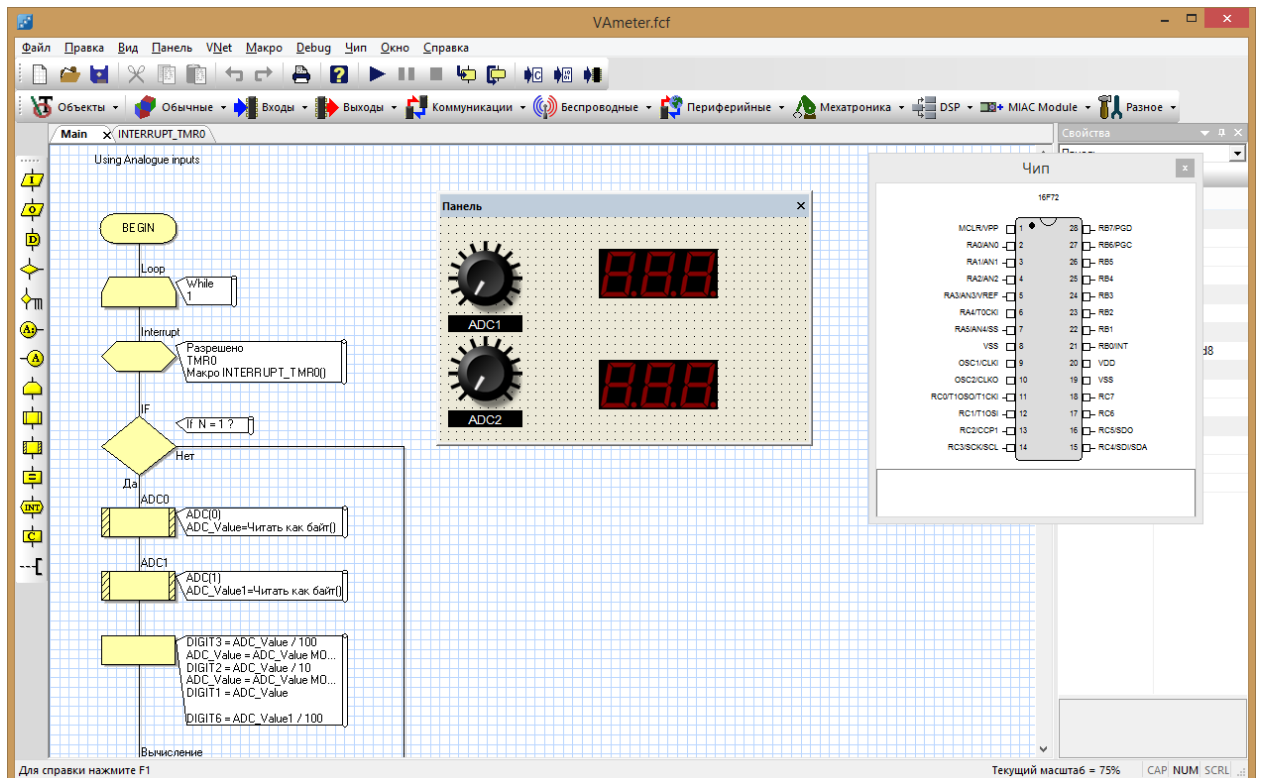 VAmeter.fcf
Файл Правка Вид Панель VNet Макро Debug Чип Окно Справка
Объекты Обычные Входы Выходы Коммуникации Беспроводные Периферийные Мехатроника DSP MIAC Module Разное
Main INTERRUPT_TMR0
Свойства
Using Analogue inputs
BEGIN
Loop
While
1
Interrupt
Разрешено
TMR0
Макро INTERRUPT_TMR0()
IF
If N = 1 ?
Нет
Да
ADC0
ADC(0)
ADC_Value=Читать как байт()
ADC1
ADC(1)
ADC_Value1=Читать как байт()
DIGIT3 = ADC_Value / 100
ADC_Value = ADC_Value MO...
DIGIT2 = ADC_Value / 10
ADC_Value = ADC_Value MO...
DIGIT1 = ADC_Value
DIGIT6 = ADC_Value1 / 100
Вычисление
Панель
ADC1
8.8.8
ADC2
8.8.8
Чип
16F72
MCLR/VPP 1 28 RB7/PGD
RA0/AN0 2 27 RB6/PGC
RA1/AN1 3 26 RB5
RA2/AN2 4 25 RB4
RA3/AN3/VREF 5 24 RB3
RA4/T0CKI 6 23 RB2
RA5/AN4/SS 7 22 RB1
VSS 8 21 RB0/INT
OSC1/CLKI 9 20 VDD
OSC2/CLKO 10 19 VSS
RC0/T1OSO/T1CKI 11 18 RC7
RC1/T1OSI 12 17 RC6
RC2/CCP1 13 16 RC5/SDO
RC3/SCK/SCL 14 15 RC4/SDI/SDA
d8
Для справки нажмите F1
Текущий масштаб = 75% CAP NUM SCRL